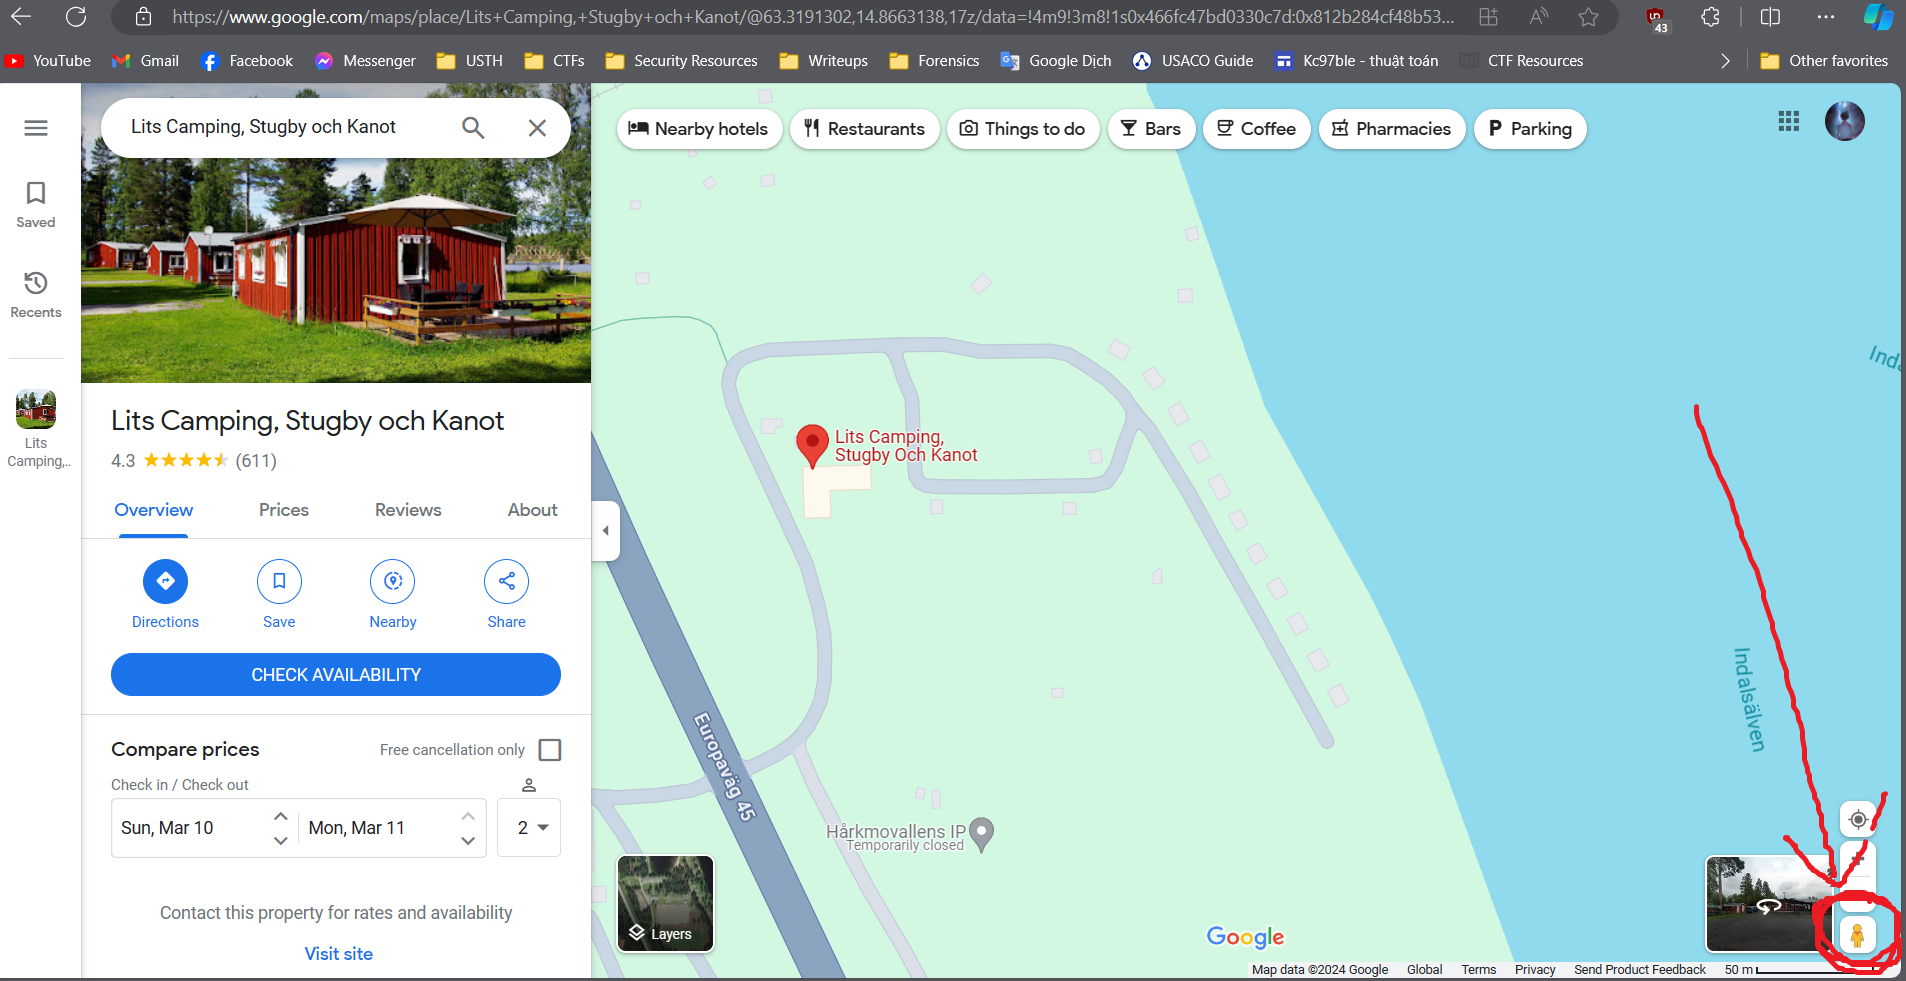 https://www.google.com/maps/place/Lits+Camping,+Stugby+och+Kanot/@63.3191302,14.8663138,17z/data=!4m9!3m8!1s0x466fc47bd0330c7d:0x812b284cf48b53...
43
YouTube
Gmail
Facebook
Messenger
USTH
CTFs
Security Resources
Writeups
Forensics
Google Dịch
USACO Guide
Kc97ble - thuật toán
CTF Resources
Other favorites
Lits Camping, Stugby och Kanot
Nearby hotels
Restaurants
Things to do
Bars
Coffee
Pharmacies
Parking
Saved
Recents
Lits
Camping,..
Lits Camping, Stugby och Kanot
4.3
(611)
Overview
Prices
Reviews
About
Directions
Save
Nearby
Share
CHECK AVAILABILITY
Compare prices
Free cancellation only
Check in / Check out
Sun, Mar 10
Mon, Mar 11
2
Contact this property for rates and availability
Visit site
Lits Camping,
Stugby Och Kanot
Europaväg 45
Hårkmovallens IP
Temporarily closed
Indalsälven
Layers
Google
Map data ©2024 Google
Global
Terms
Privacy
Send Product Feedback
50 m